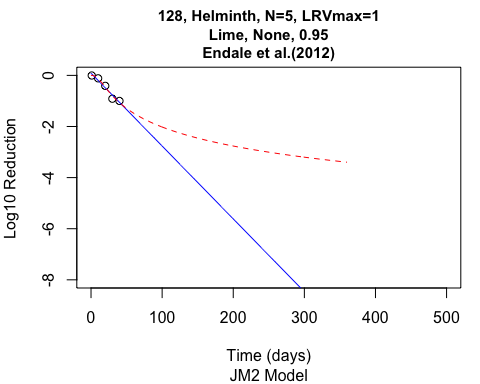 128, Helminth, N=5, LRVmax=1
Lime, None, 0.95
Endale et al.(2012)
Log10 Reduction
0
-2
-4
-6
-8
0 100 200 300 400 500
Time (days)
JM2 Model